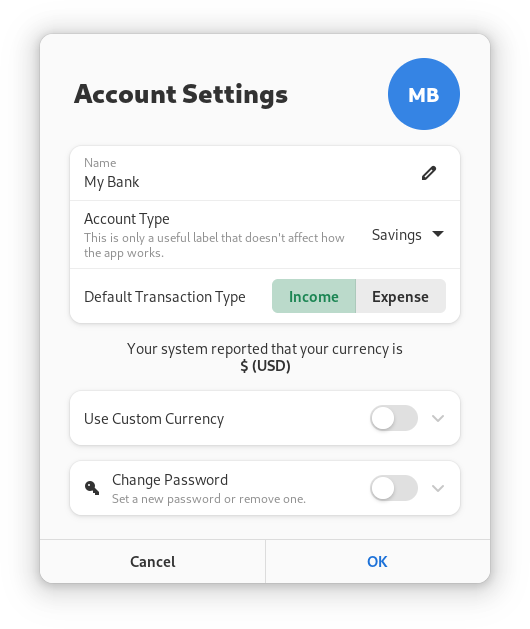 Account Settings
MB
Name
My Bank
Account Type
This is only a useful label that doesn't affect how
the app works.
Savings
Default Transaction Type
Income
Expense
Your system reported that your currency is
$ (USD)
Use Custom Currency
Change Password
Set a new password or remove one.
Cancel
OK